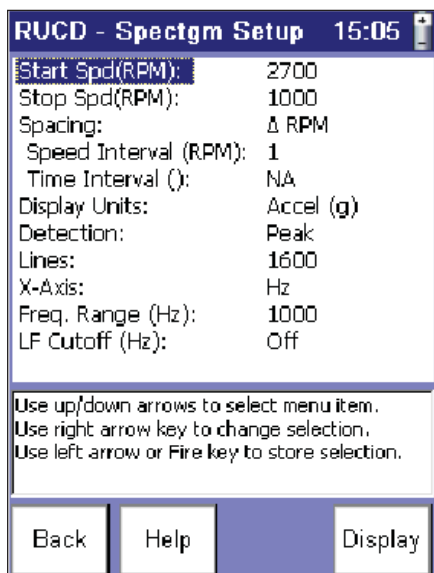 RUCD - Spectgm Setup 15:05
Start Spd(RPM): 2700
Stop Spd(RPM): 1000
Spacing: Δ RPM
Speed Interval (RPM): 1
Time Interval (): NA
Display Units: Accel (g)
Detection: Peak
Lines: 1600
X-Axis: Hz
Freq. Range (Hz): 1000
LF Cutoff (Hz): Off
Use up/down arrows to select menu item.
Use right arrow key to change selection.
Use left arrow or Fire key to store selection.
Back Help Display